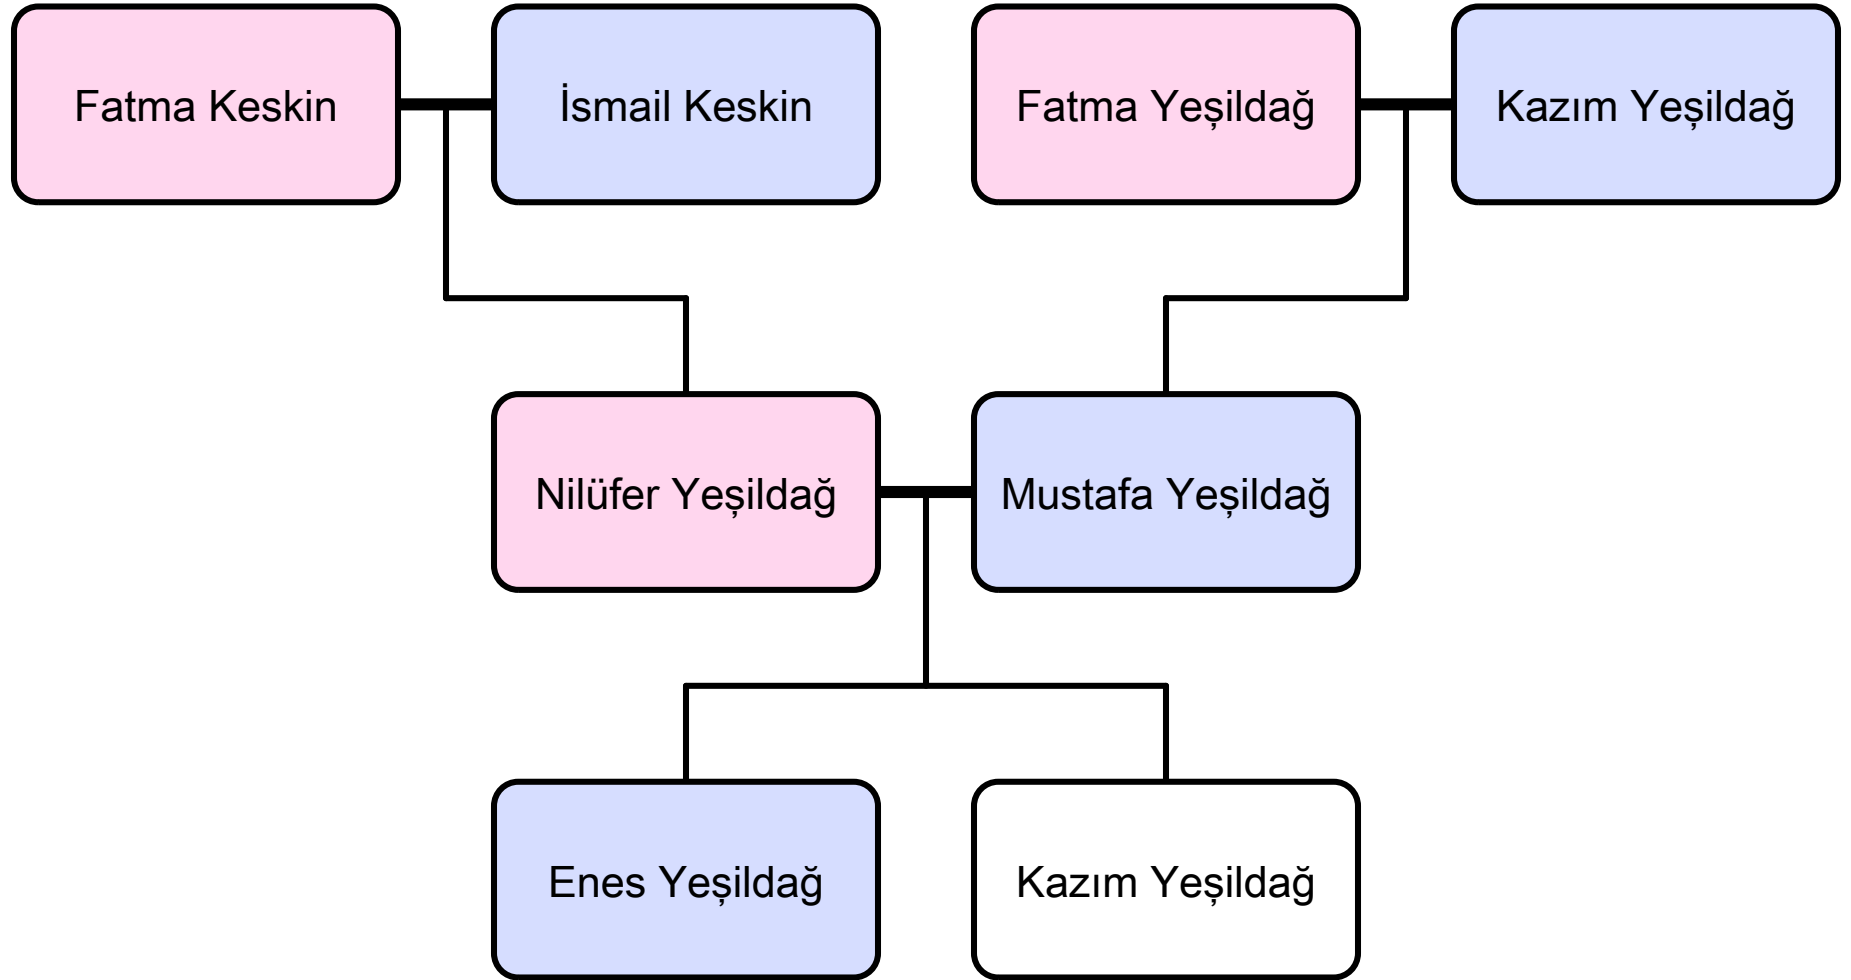 Fatma Keskin
İsmail Keskin
Fatma Yeşildağ
Kazım Yeşildağ
Nilüfer Yeşildağ
Mustafa Yeşildağ
Enes Yeşildağ
Kazım Yeşildağ